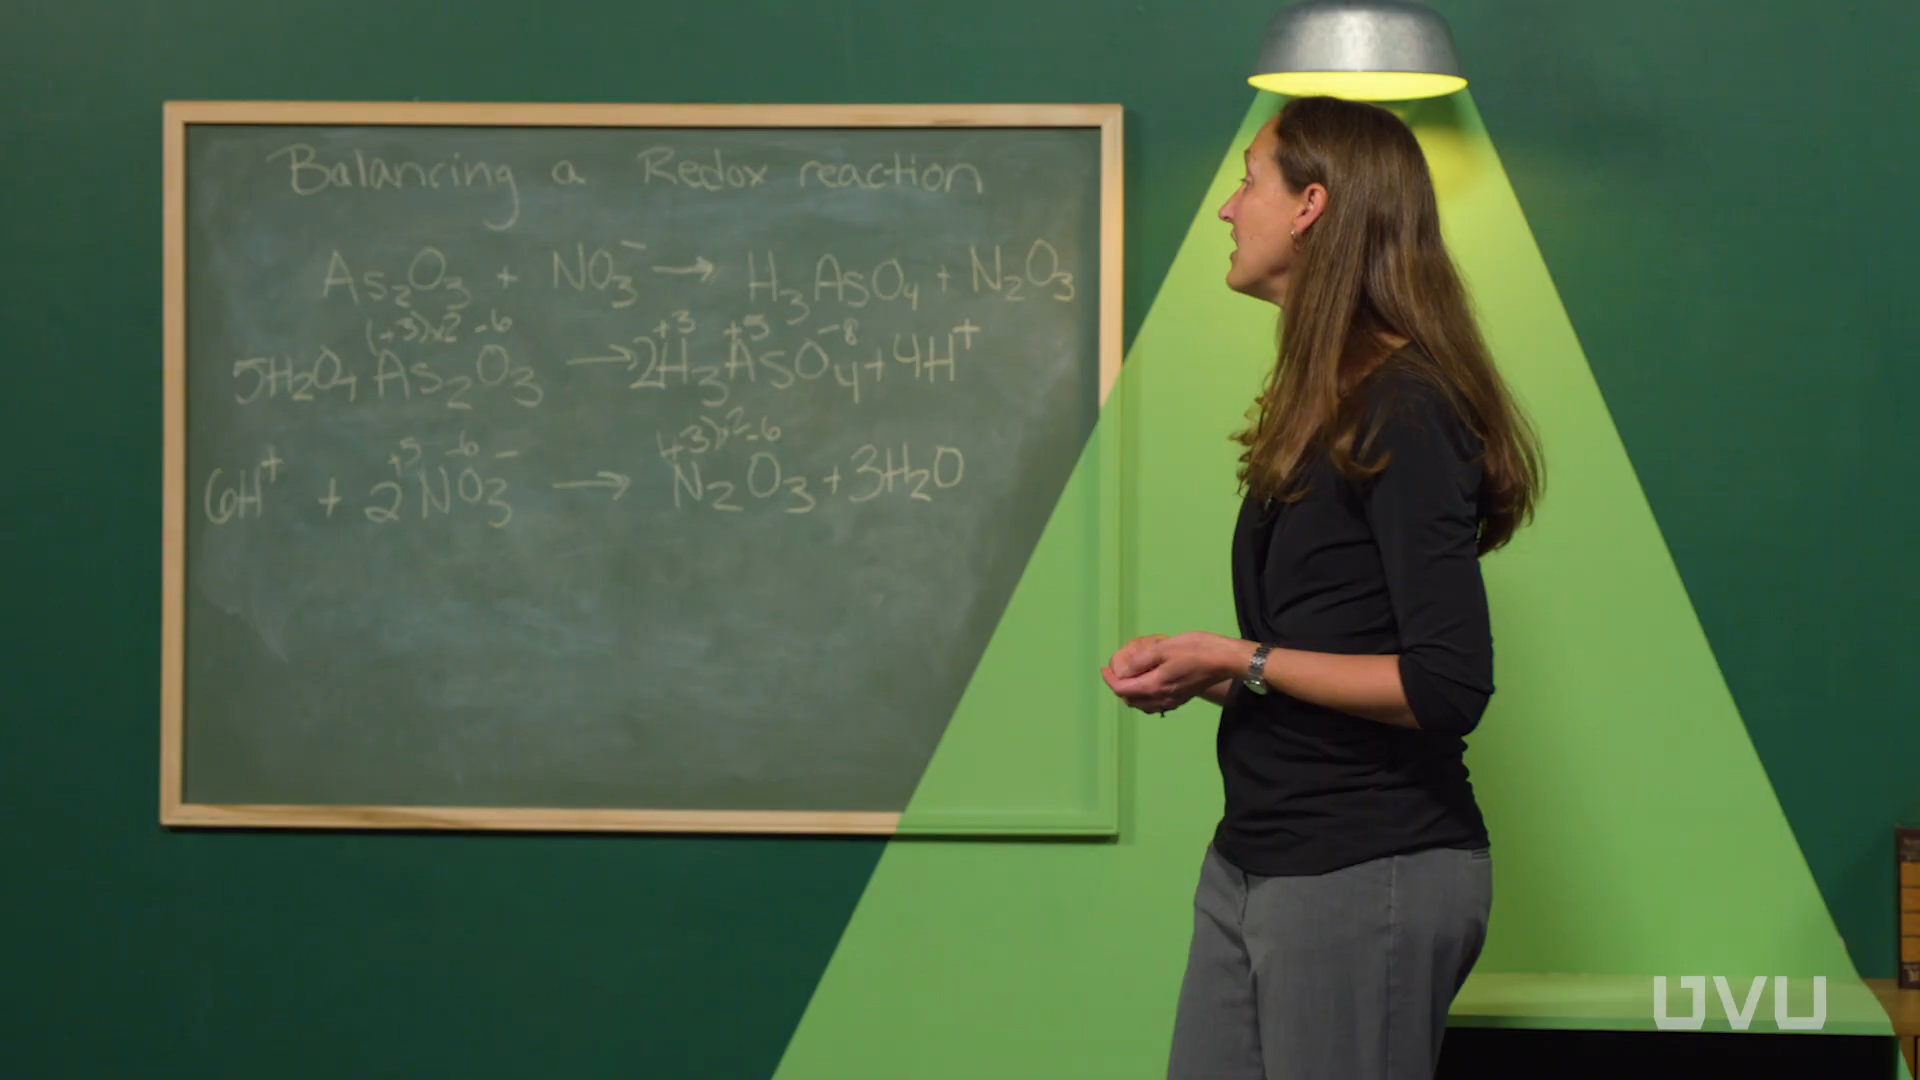 Balancing a Redox reaction
As₂O₃ + NO₃⁻ → H₃AsO₄ + N₂O₃
(+3)x2 -6 +3 +5 -8
5H₂O + As₂O₃ → 2H₃AsO₄ + 4H⁺
+5 -6 (+3)x2 -6
6H⁺ + 2NO₃⁻ → N₂O₃ + 3H₂O
UVU